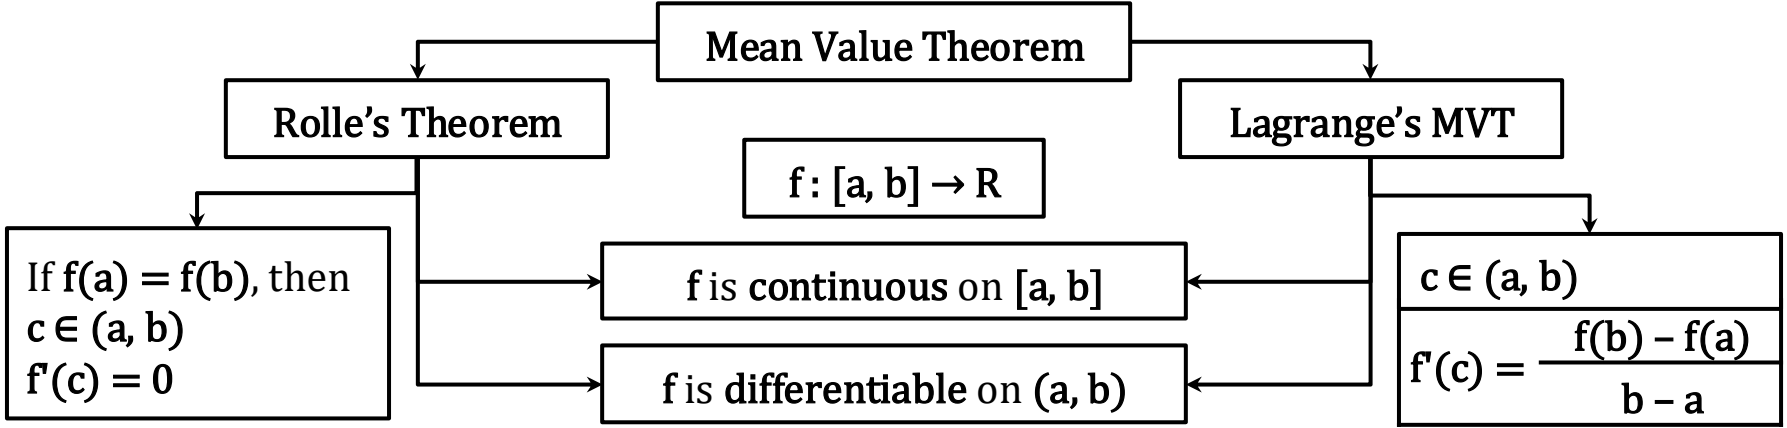 Mean Value Theorem
Rolle’s Theorem
Lagrange’s MVT
f : [a, b] → R
If f(a) = f(b), then
c ∈ (a, b)
f'(c) = 0
f is continuous on [a, b]
f is differentiable on (a, b)
c ∈ (a, b)
f'(c) = f(b) – f(a)
b – a